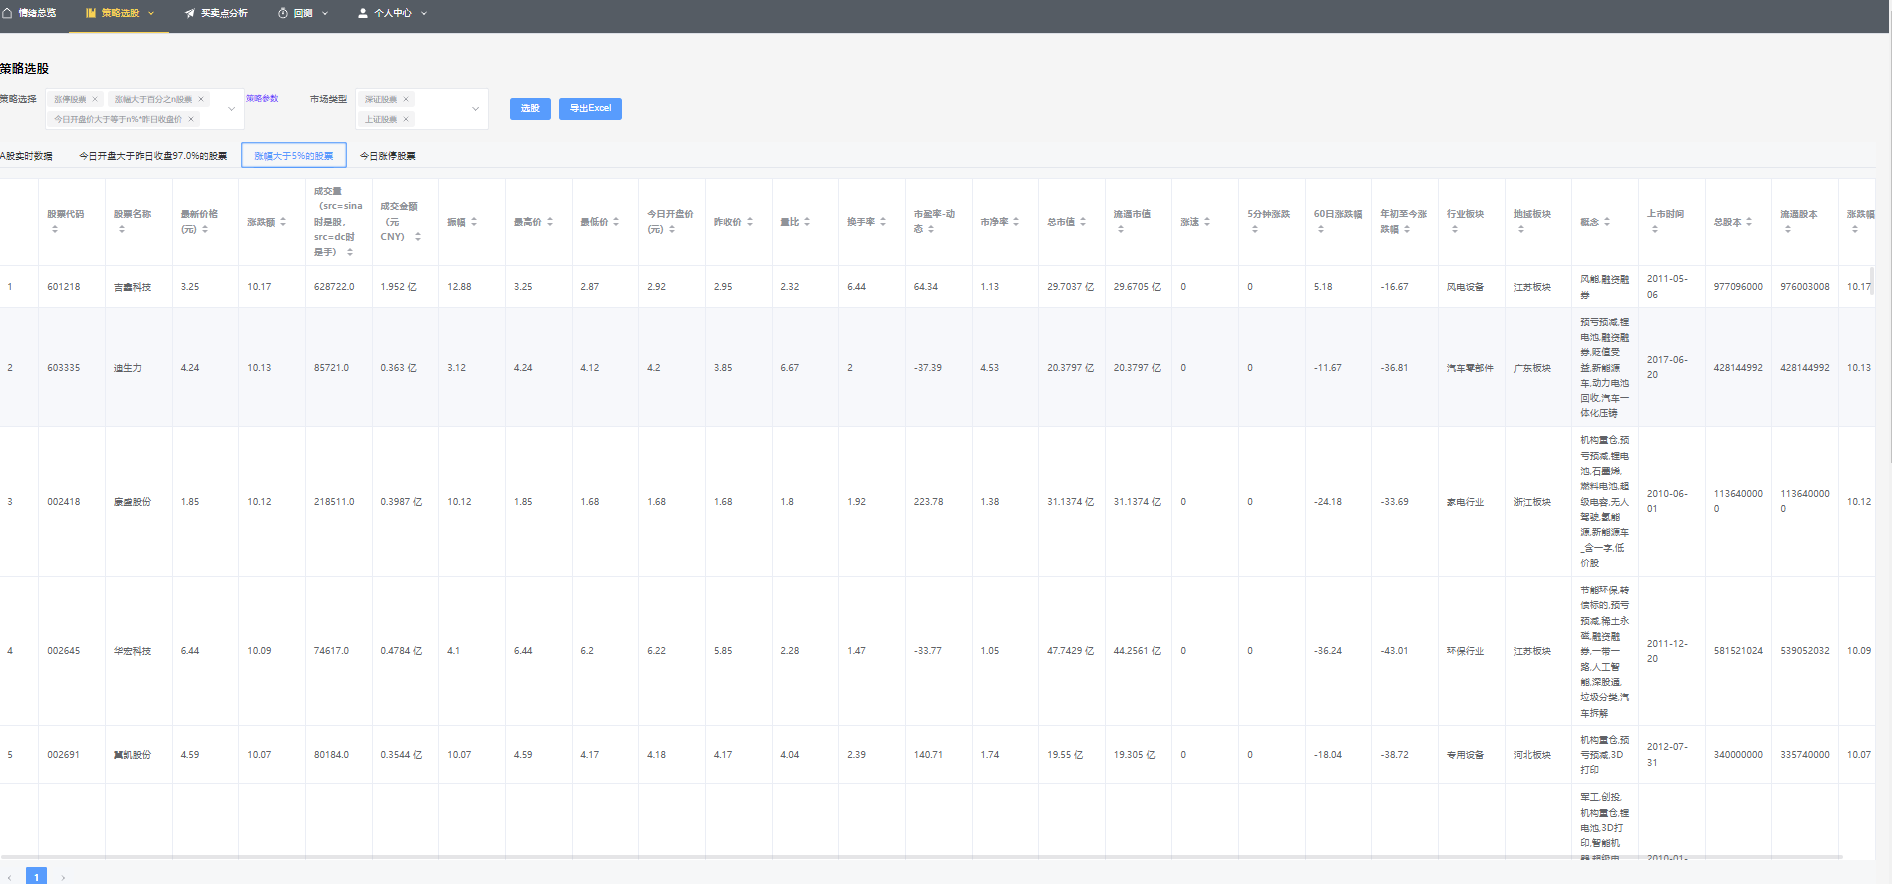 情绪总览 策略选股 买卖点分析 回测 个人中心
策略选股
策略选择 涨停股票 × 涨幅大于百分之n股票 × 策略参数 市场类型 深证股票 × 选股 导出Excel
今日开盘价大于等于n%*昨日收盘价 × 上证股票 ×
A股实时数据 今日开盘大于昨日收盘97.0%的股票 涨幅大于5%的股票 今日涨停股票
股票代码 股票名称 最新价格(元) 涨跌额 成交量（src=sina时是股，src=dc时是手） 成交金额（元 CNY） 振幅 最高价 最低价 今日开盘价(元) 昨收价 量比 换手率 市盈率-动态 市净率 总市值 流通市值 涨速 5分钟涨跌 60日涨跌幅 年初至今涨跌幅 行业板块 地域板块 概念 上市时间 总股本 流通股本 涨跌幅
1 601218 吉鑫科技 3.25 10.17 628722.0 1.952 亿 12.88 3.25 2.87 2.92 2.95 2.32 6.44 64.34 1.13 29.7037 亿 29.6705 亿 0 0 5.18 -16.67 风电设备 江苏板块 风能,融资融券 2011-05-06 977096000 976003008 10.17
2 603335 迪生力 4.24 10.13 85721.0 0.363 亿 3.12 4.24 4.12 4.2 3.85 6.67 2 -37.39 4.53 20.3797 亿 20.3797 亿 0 0 -11.67 -36.81 汽车零部件 广东板块 预亏预减,锂电池,融资融券,贬值受益,新能源车,动力电池回收,汽车一体化压铸 2017-06-20 428144992 428144992 10.13
3 002418 康盛股份 1.85 10.12 218511.0 0.3987 亿 10.12 1.85 1.68 1.68 1.68 1.8 1.92 223.78 1.38 31.1374 亿 31.1374 亿 0 0 -24.18 -33.69 家电行业 浙江板块 机构重仓,预亏预减,锂电池,石墨烯,燃料电池,超级电容,无人驾驶,氢能源,新能源车_含一字,低价股 2010-06-01 1136400000 1136400000 10.12
4 002645 华宏科技 6.44 10.09 74617.0 0.4784 亿 4.1 6.44 6.2 6.22 5.85 2.28 1.47 -33.77 1.05 47.7429 亿 44.2561 亿 0 0 -36.24 -43.01 环保行业 江苏板块 节能环保,转债标的,预亏预减,稀土永磁,融资融券,一带一路,人工智能,深股通,垃圾分类,汽车拆解 2011-12-20 581521024 539052032 10.09
5 002691 冀凯股份 4.59 10.07 80184.0 0.3544 亿 10.07 4.59 4.17 4.18 4.17 4.04 2.39 140.71 1.74 19.55 亿 19.305 亿 0 0 -18.04 -38.72 专用设备 河北板块 机构重仓,预亏预减,3D打印 2012-07-31 340000000 335740000 10.07
军工,创投,机构重仓,锂电池,3D打印,智能机器,超级电 2010-01-
1